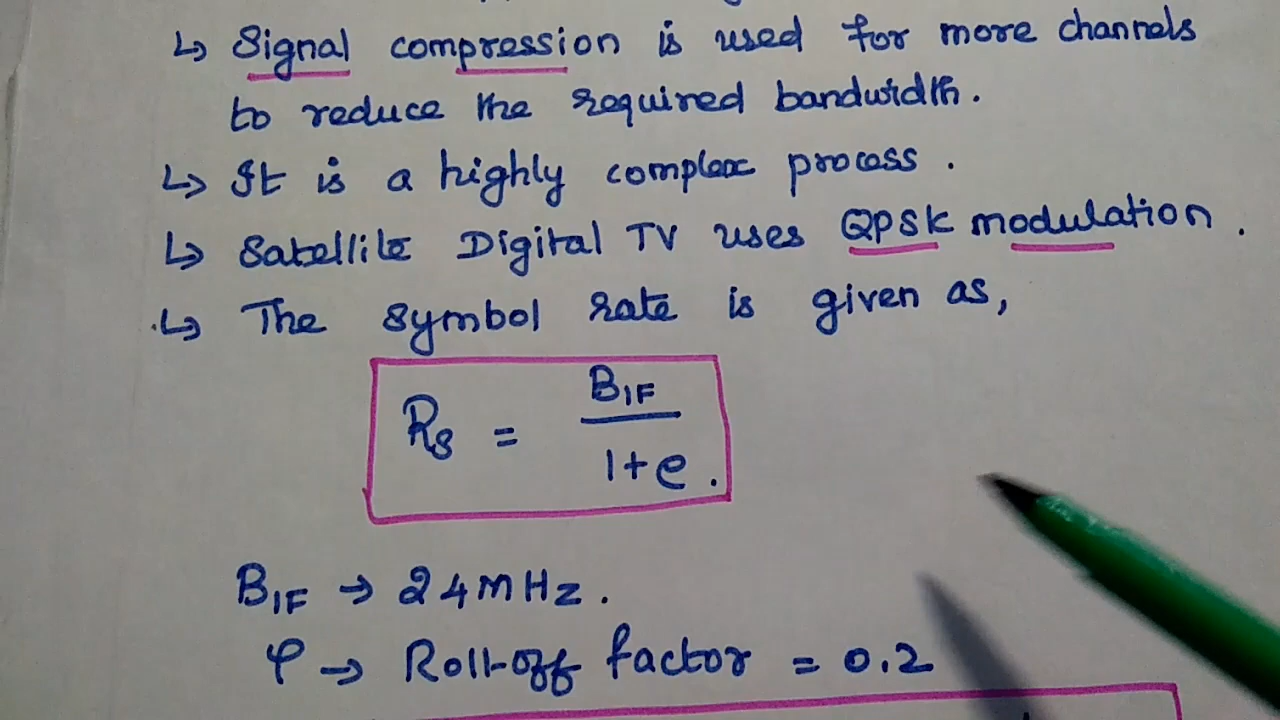 ↳ Signal compression is used for more channels
to reduce the required bandwidth.
↳ It is a highly complex process.
↳ Satellite Digital TV uses QPSK modulation.
↳ The symbol rate is given as,
Rs = BIF / 1+e.
BIF → 24MHz.
φ → Roll-off factor = 0.2